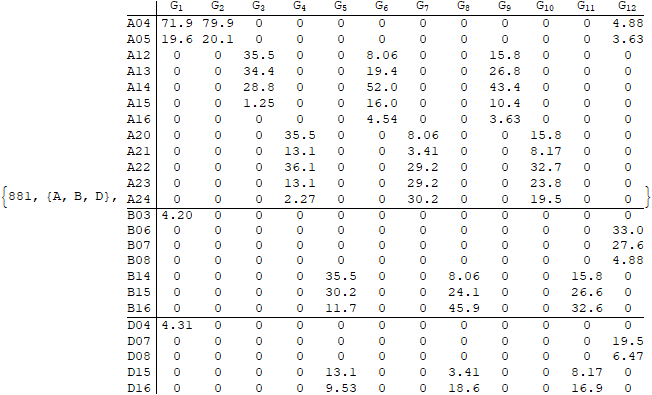 G₁ G₂ G₃ G₄ G₅ G₆ G₇ G₈ G₉ G₁₀ G₁₁ G₁₂
A04 71.9 79.9 0 0 0 0 0 0 0 0 0 4.88
A05 19.6 20.1 0 0 0 0 0 0 0 0 0 3.63
A12 0 0 35.5 0 0 8.06 0 0 15.8 0 0 0
A13 0 0 34.4 0 0 19.4 0 0 26.8 0 0 0
A14 0 0 28.8 0 0 52.0 0 0 43.4 0 0 0
A15 0 0 1.25 0 0 16.0 0 0 10.4 0 0 0
A16 0 0 0 0 0 4.54 0 0 3.63 0 0 0
A20 0 0 0 35.5 0 0 8.06 0 0 15.8 0 0
A21 0 0 0 13.1 0 0 3.41 0 0 8.17 0 0
A22 0 0 0 36.1 0 0 29.2 0 0 32.7 0 0
A23 0 0 0 13.1 0 0 29.2 0 0 23.8 0 0
{881, {A, B, D}, A24 0 0 0 2.27 0 0 30.2 0 0 19.5 0 0 }
B03 4.20 0 0 0 0 0 0 0 0 0 0 0
B06 0 0 0 0 0 0 0 0 0 0 0 33.0
B07 0 0 0 0 0 0 0 0 0 0 0 27.6
B08 0 0 0 0 0 0 0 0 0 0 0 4.88
B14 0 0 0 0 35.5 0 0 8.06 0 0 15.8 0
B15 0 0 0 0 30.2 0 0 24.1 0 0 26.6 0
B16 0 0 0 0 11.7 0 0 45.9 0 0 32.6 0
D04 4.31 0 0 0 0 0 0 0 0 0 0 0
D07 0 0 0 0 0 0 0 0 0 0 0 19.5
D08 0 0 0 0 0 0 0 0 0 0 0 6.47
D15 0 0 0 0 13.1 0 0 3.41 0 0 8.17 0
D16 0 0 0 0 9.53 0 0 18.6 0 0 16.9 0